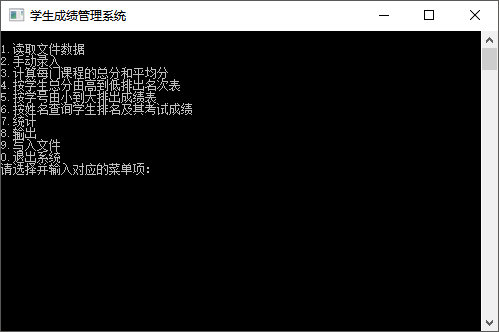 学生成绩管理系统
1.读取文件数据
2.手动录入
3.计算每门课程的总分和平均分
4.按学生总分由高到低排出名次表
5.按学号由小到大排出成绩表
6.按姓名查询学生排名及其考试成绩
7.统计
8.输出
9.写入文件
0.退出系统
请选择并输入对应的菜单项: